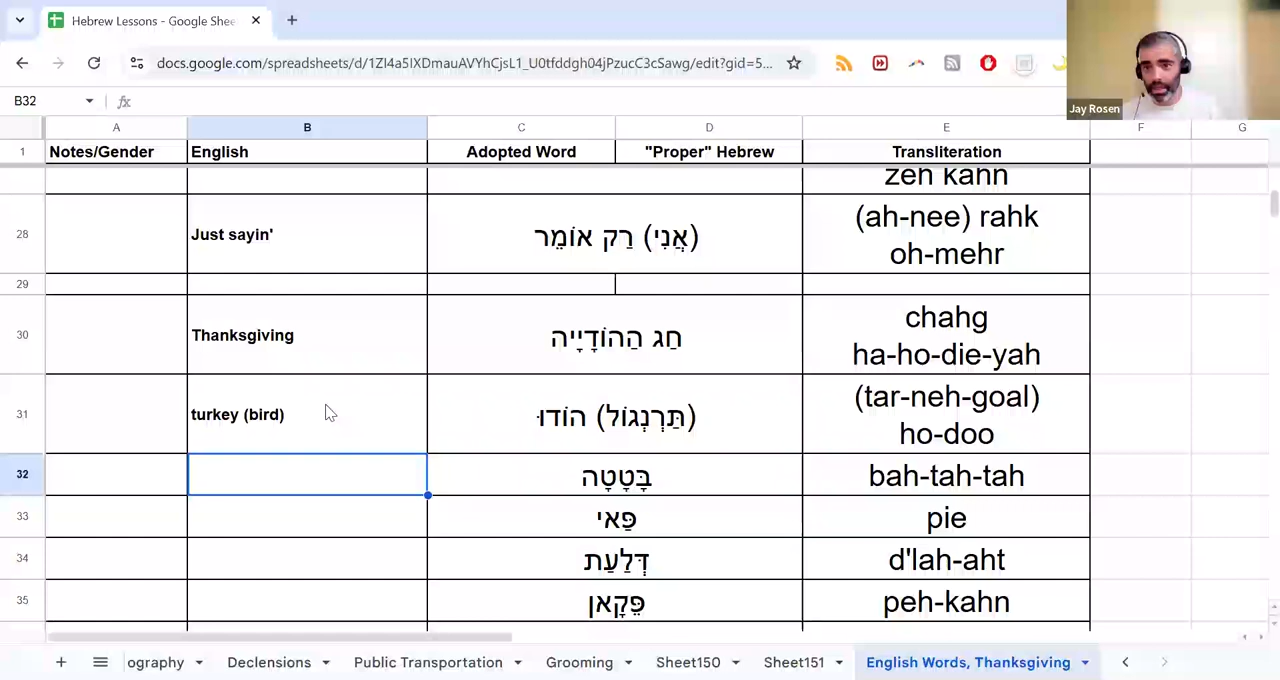 Hebrew Lessons - Google Shee
docs.google.com/spreadsheets/d/1ZI4a5IXDmauAVYhCjsL1_U0tfddgh04jPzucC3cSawg/edit?gid=5...
Jay Rosen
B32 fx
A B C D E F G
1 Notes/Gender English Adopted Word "Proper" Hebrew Transliteration
zeh kahn
28 Just sayin' (אֲנִי) רַק אוֹמֵר (ah-nee) rahk
oh-mehr
29
30 Thanksgiving חַג הַהוֹדָיָיה chahg
ha-ho-die-yah
31 turkey (bird) (תַּרְנְגוֹל) הוֹדוּ (tar-neh-goal)
ho-doo
32 בָּטָטָה bah-tah-tah
33 פַּאי pie
34 דְּלַעַת d'lah-aht
35 פֵּקָאן peh-kahn
ography Declensions Public Transportation Grooming Sheet150 Sheet151 English Words, Thanksgiving